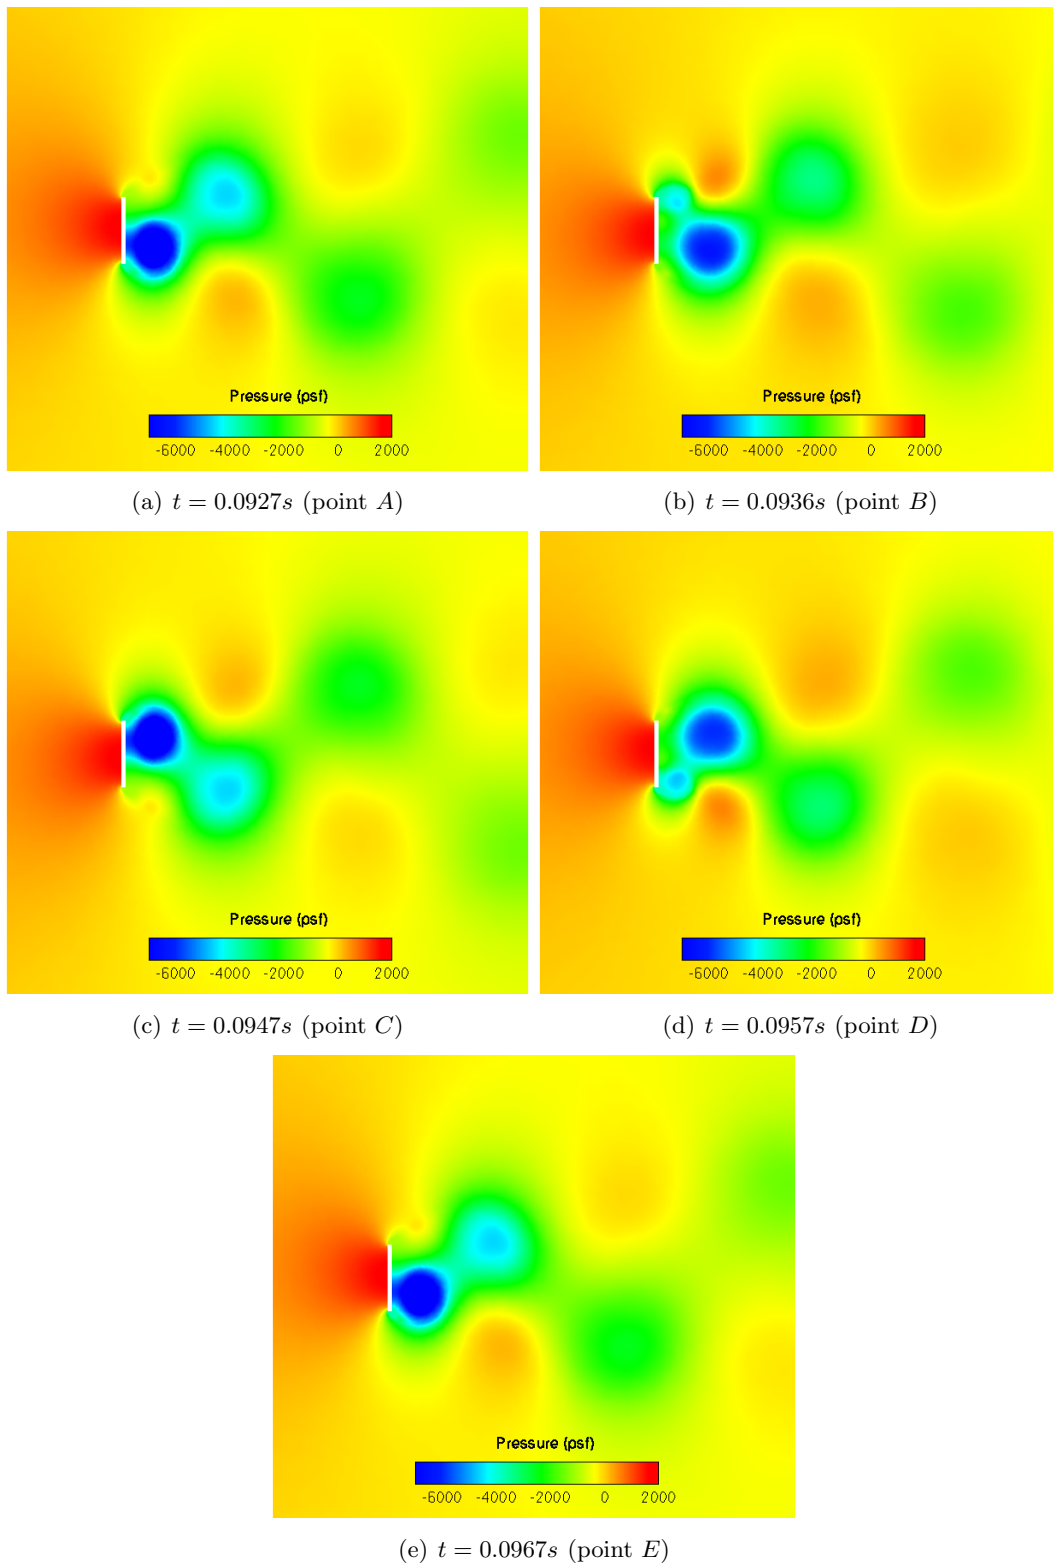 Pressure (psf)
-6000 -4000 -2000 0 2000
Pressure (psf)
-6000 -4000 -2000 0 2000
(a) t = 0.0927s (point A)
(b) t = 0.0936s (point B)
Pressure (psf)
-6000 -4000 -2000 0 2000
Pressure (psf)
-6000 -4000 -2000 0 2000
(c) t = 0.0947s (point C)
(d) t = 0.0957s (point D)
Pressure (psf)
-6000 -4000 -2000 0 2000
(e) t = 0.0967s (point E)